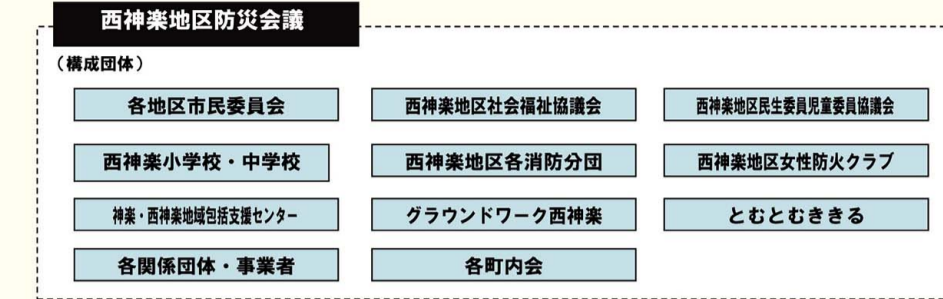 西神楽地区防災会議
（構成団体）
各地区市民委員会
西神楽地区社会福祉協議会
西神楽地区民生委員児童委員協議会
西神楽小学校・中学校
西神楽地区各消防分団
西神楽地区女性防火クラブ
神楽・西神楽地域包括支援センター
グラウンドワーク西神楽
とむとむききる
各関係団体・事業者
各町内会